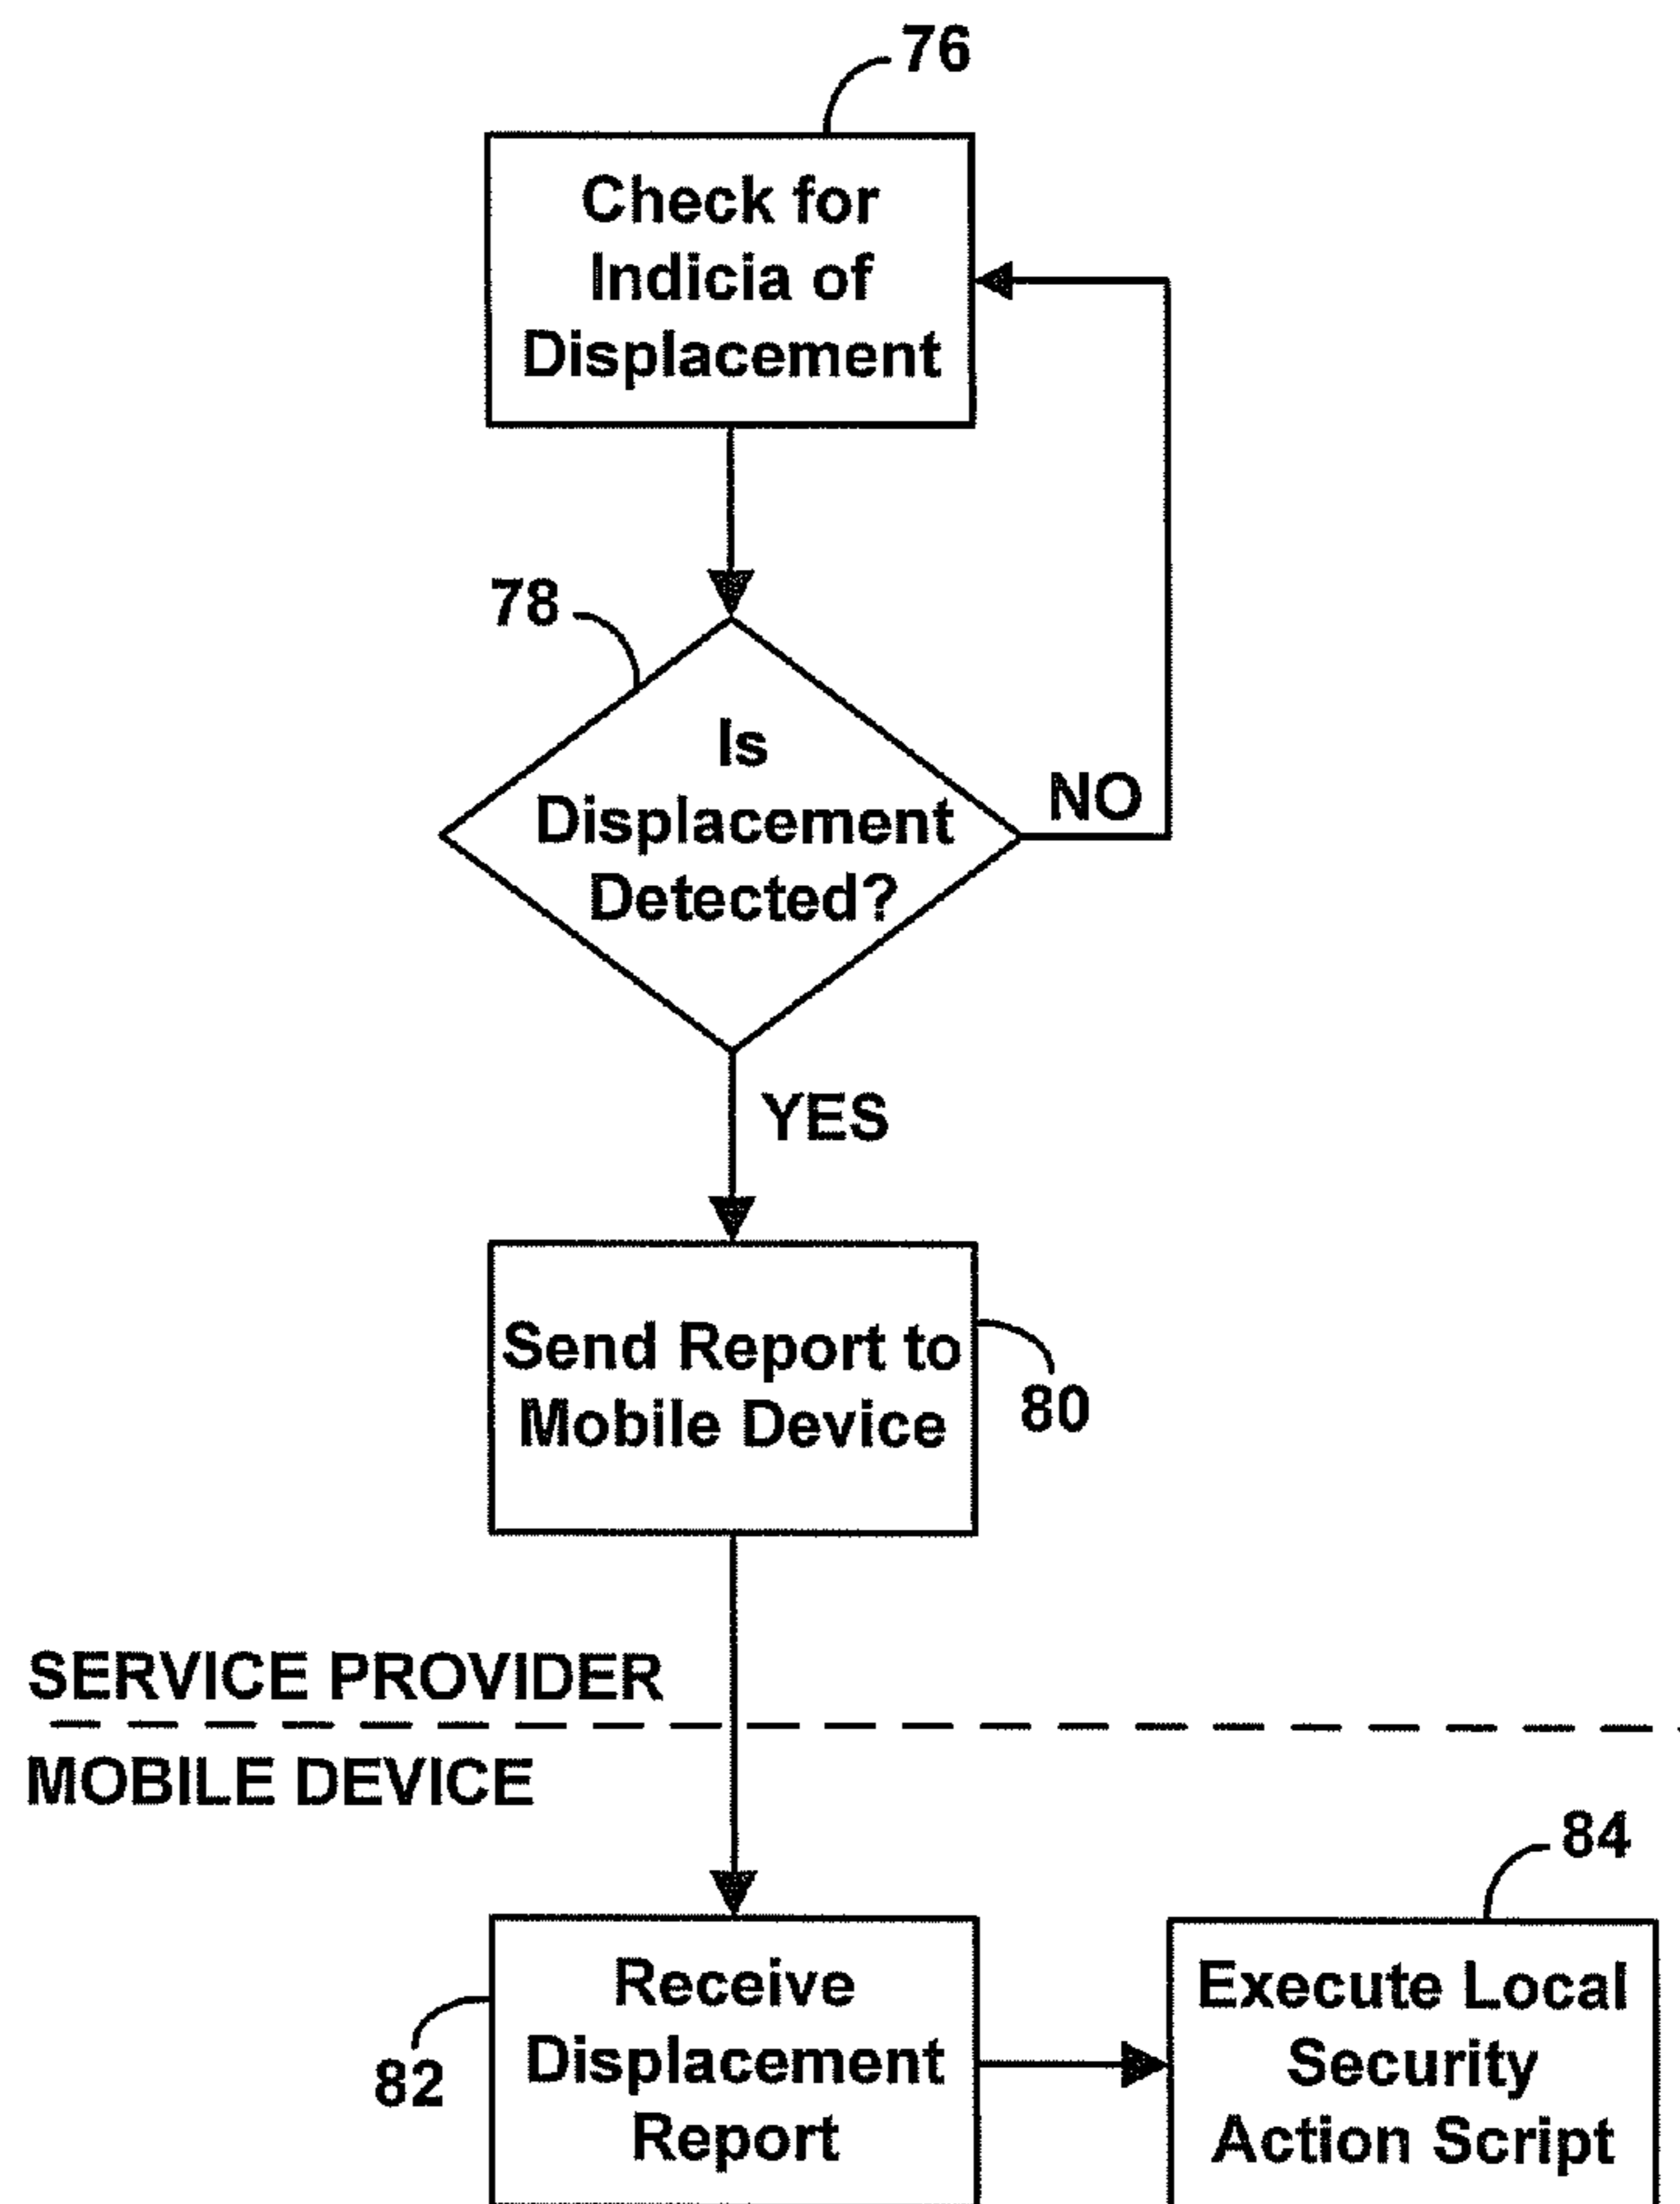 76
Check for
Indicia of
Displacement
78
Is
Displacement
Detected?
NO
YES
Send Report to
Mobile Device
80
SERVICE PROVIDER
MOBILE DEVICE
84
Receive
Displacement
Report
82
Execute Local
Security
Action Script